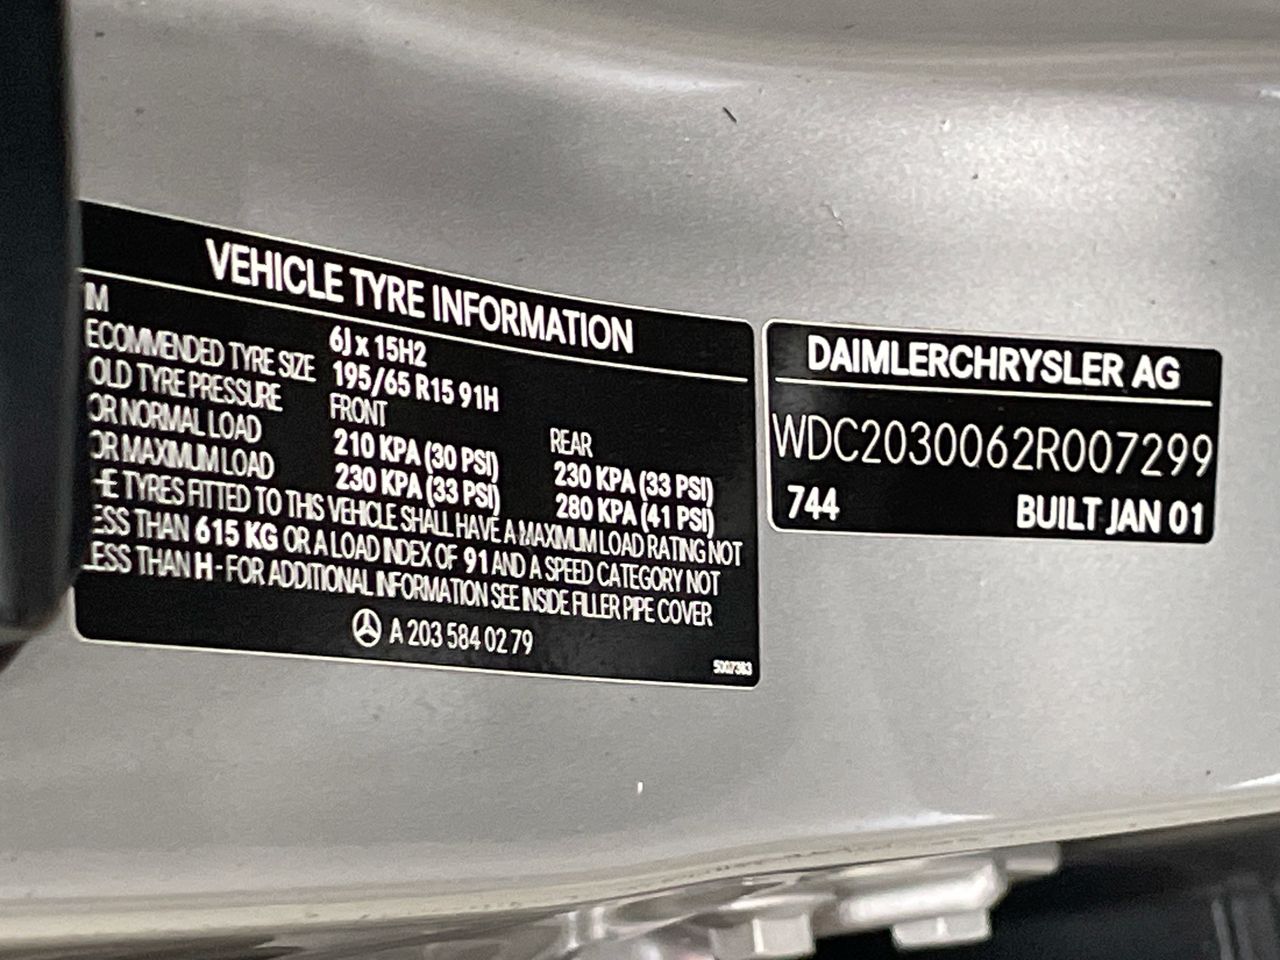 VEHICLE TYRE INFORMATION
IM
ECOMMENDED TYRE SIZE
6J x 15H2
195/65 R15 91H
OLD TYRE PRESSURE
FRONT
REAR
OR NORMAL LOAD
210 KPA (30 PSI)
230 KPA (33 PSI)
OR MAXIMUM LOAD
230 KPA (33 PSI)
280 KPA (41 PSI)
HE TYRES FITTED TO THIS VEHICLE SHALL HAVE A MAXIMUM LOAD RATING NOT
ESS THAN 615 KG OR A LOAD INDEX OF 91 AND A SPEED CATEGORY NOT
LESS THAN H - FOR ADDITIONAL INFORMATION SEE INSIDE FILLER PIPE COVER
A 203 584 02 79
5007383
DAIMLERCHRYSLER AG
WDC2030062R007299
744 BUILT JAN 01